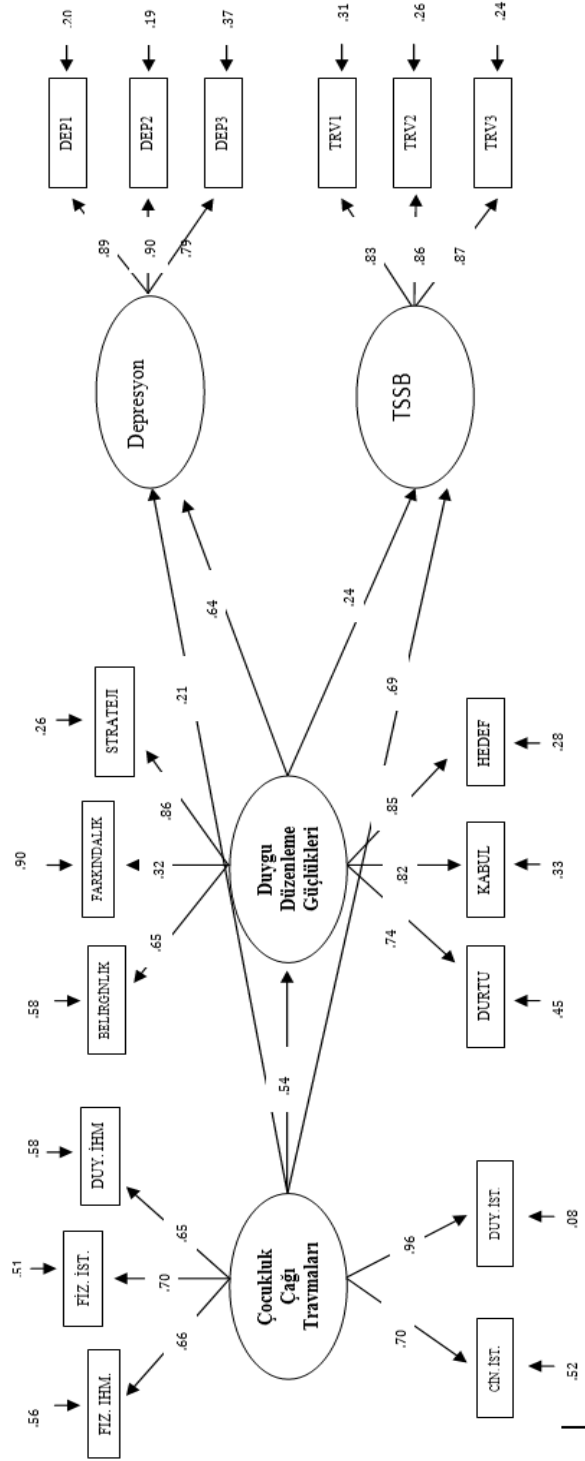 .56
.51
.58
.58
.90
.26
.20
FİZ. İHM.
FİZ. İST.
DUY. İHM
BELİRGİNLİK
FARKINDALIK
STRATEJİ
DEP1
.89
.19
Depresyon
.90
DEP2
.66
.70
.65
.65
.32
.86
.21
.64
.79
DEP3
.37
Çocukluk
Çağı
Travmaları
.54
Duygu
Düzenleme
Güçlükleri
.24
TRV1
.31
.83
.70
.96
.74
.82
.85
.69
TSSB
.86
TRV2
.26
.87
CİN. İST.
DUY. İST.
DURTU
KABUL
HEDEF
TRV3
.24
.52
.08
.45
.33
.28